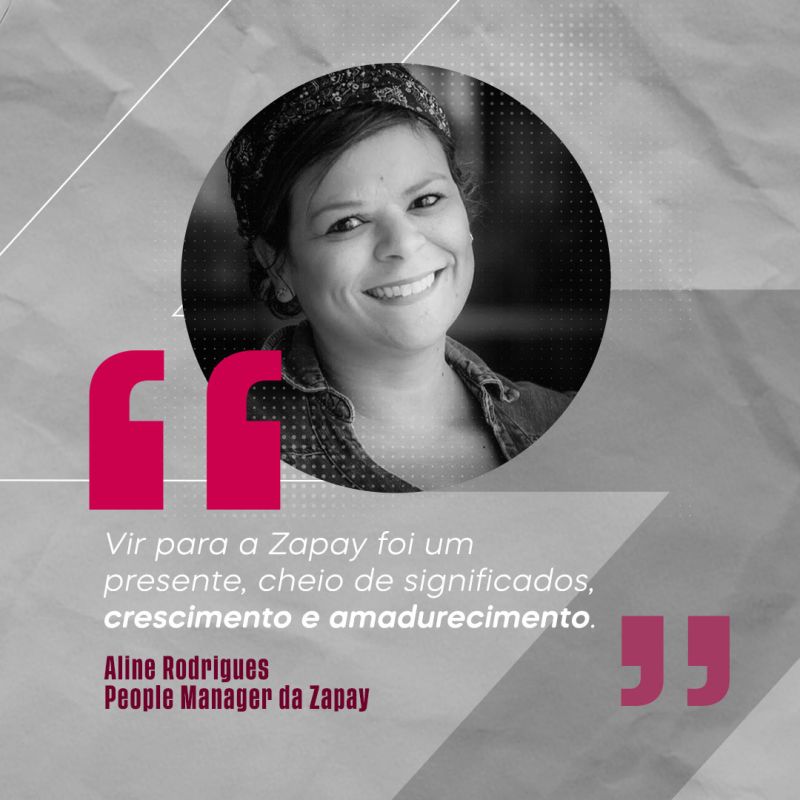 Vir para a Zapay foi um
presente, cheio de significados,
crescimento e amadurecimento.
Aline Rodrigues
People Manager da Zapay